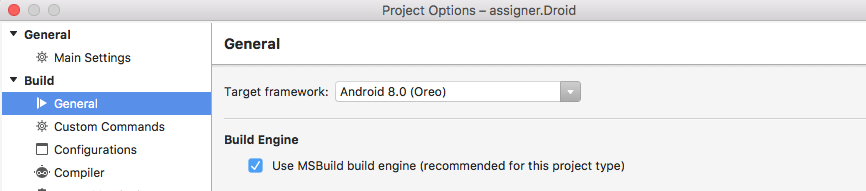 Project Options – assigner.Droid
General
Main Settings
Build
General
Custom Commands
Configurations
Compiler
General
Target framework: Android 8.0 (Oreo)
Build Engine
Use MSBuild build engine (recommended for this project type)